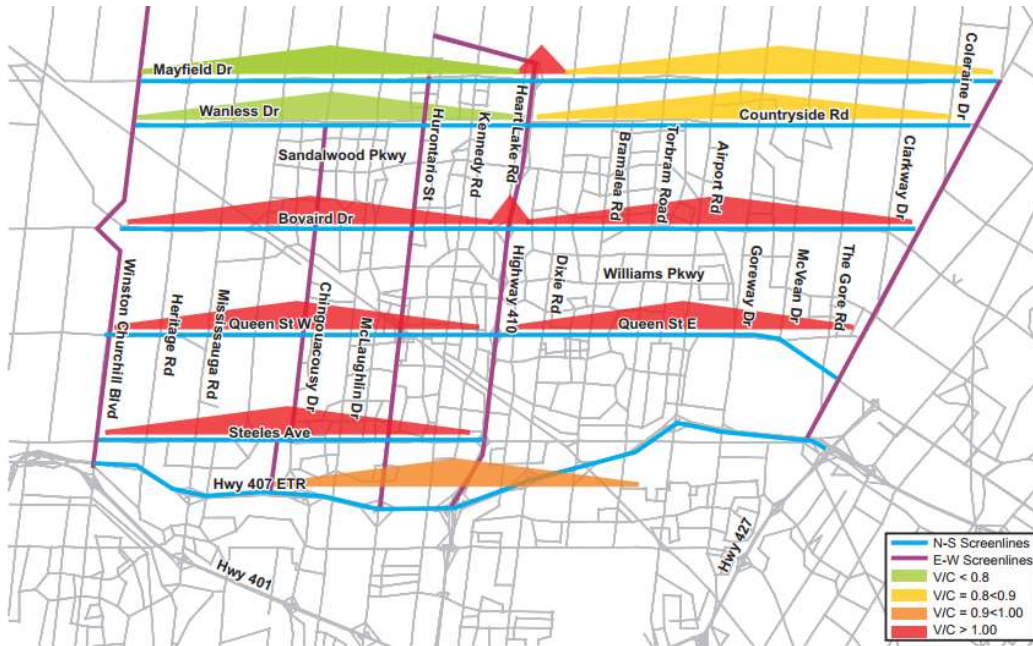 Mayfield Dr
Coleraine Dr
Wanless Dr
Countryside Rd
Heart Lake Rd
Kennedy Rd
Hurontario St
Sandalwood Pkwy
Bramalea Rd
Torbram Road
Airport Rd
Clarkway Dr
Bovaird Dr
Highway 410
Dixie Rd
Williams Pkwy
Goreway Dr
McVean Dr
The Gore Rd
Winston Churchill Blvd
Heritage Rd
Mississauga Rd
Queen St W
Chingouacousy Dr
McLaughlin Dr
Queen St E
Steeles Ave
Hwy 407 ETR
Hwy 401
Hwy 427
N-S Screenlines
E-W Screenlines
V/C < 0.8
V/C = 0.8<0.9
V/C = 0.9<1.00
V/C > 1.00